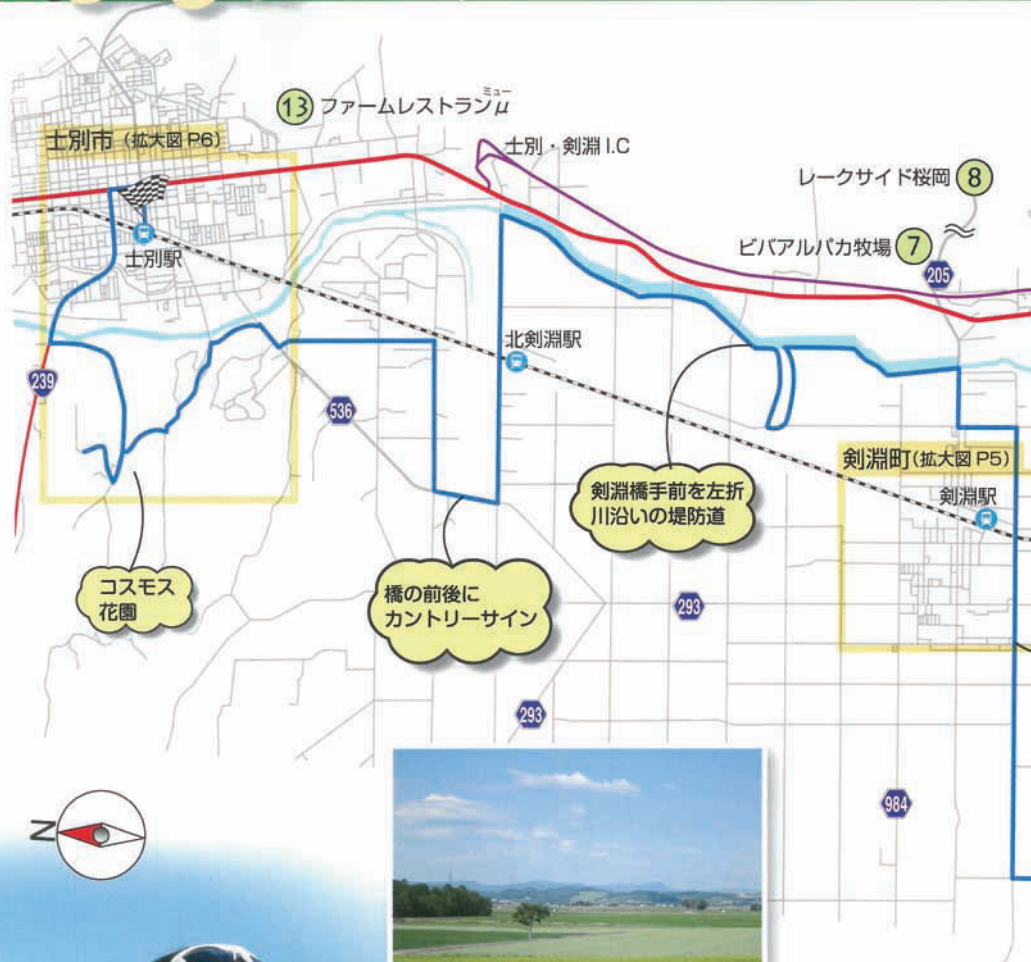 13 ファームレストランμ
ミュー
士別市（拡大図 P6）
士別・剣淵 I.C
レークサイド桜岡 8
ビバアルパカ牧場 7
205
士別駅
北剣淵駅
239
536
剣淵町（拡大図 P5）
剣淵駅
剣淵橋手前を左折
川沿いの堤防道
コスモス
花園
橋の前後に
カントリーサイン
293
293
984
N